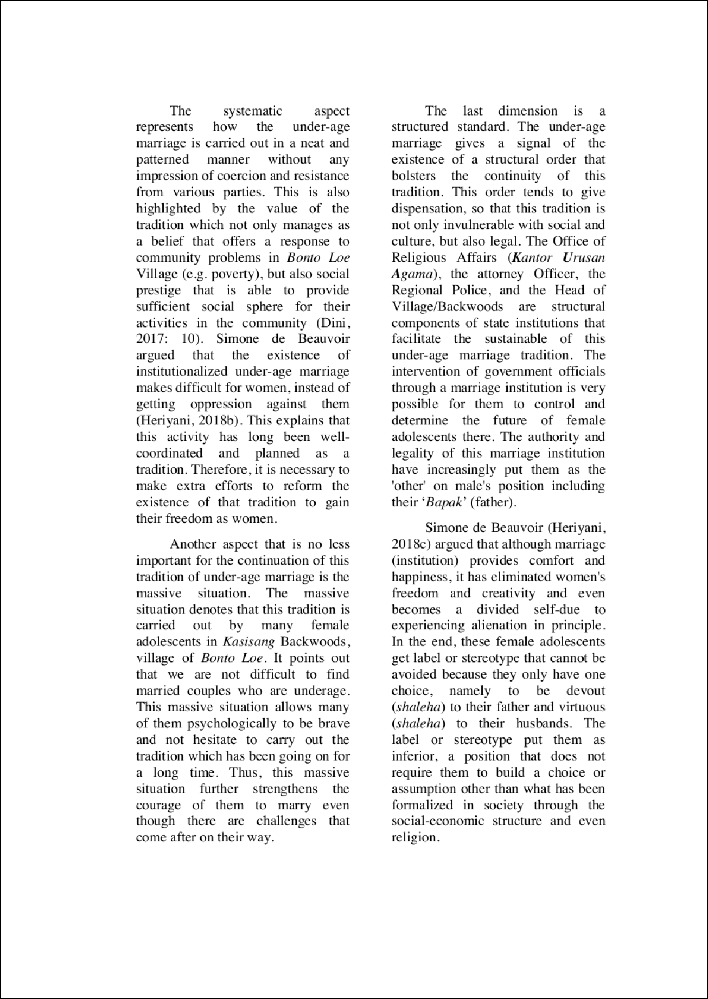 The systematic aspect
represents how the under-age
marriage is carried out in a neat and
patterned manner without any
impression of coercion and resistance
from various parties. This is also
highlighted by the value of the
tradition which not only manages as
a belief that offers a response to
community problems in Bonto Loe
Village (e.g. poverty), but also social
prestige that is able to provide
sufficient social sphere for their
activities in the community (Dini,
2017: 10). Simone de Beauvoir
argued that the existence of
institutionalized under-age marriage
makes difficult for women, instead of
getting oppression against them
(Heriyani, 2018b). This explains that
this activity has long been well-
coordinated and planned as a
tradition. Therefore, it is necessary to
make extra efforts to reform the
existence of that tradition to gain
their freedom as women.
Another aspect that is no less
important for the continuation of this
tradition of under-age marriage is the
massive situation. The massive
situation denotes that this tradition is
carried out by many female
adolescents in Kasisang Backwoods,
village of Bonto Loe. It points out
that we are not difficult to find
married couples who are underage.
This massive situation allows many
of them psychologically to be brave
and not hesitate to carry out the
tradition which has been going on for
a long time. Thus, this massive
situation further strengthens the
courage of them to marry even
though there are challenges that
come after on their way.
The last dimension is a
structured standard. The under-age
marriage gives a signal of the
existence of a structural order that
bolsters the continuity of this
tradition. This order tends to give
dispensation, so that this tradition is
not only invulnerable with social and
culture, but also legal. The Office of
Religious Affairs (Kantor Urusan
Agama), the attorney Officer, the
Regional Police, and the Head of
Village/Backwoods are structural
components of state institutions that
facilitate the sustainable of this
under-age marriage tradition. The
intervention of government officials
through a marriage institution is very
possible for them to control and
determine the future of female
adolescents there. The authority and
legality of this marriage institution
have increasingly put them as the
'other' on male's position including
their ‘Bapak’ (father).
Simone de Beauvoir (Heriyani,
2018c) argued that although marriage
(institution) provides comfort and
happiness, it has eliminated women's
freedom and creativity and even
becomes a divided self-due to
experiencing alienation in principle.
In the end, these female adolescents
get label or stereotype that cannot be
avoided because they only have one
choice, namely to be devout
(shaleha) to their father and virtuous
(shaleha) to their husbands. The
label or stereotype put them as
inferior, a position that does not
require them to build a choice or
assumption other than what has been
formalized in society through the
social-economic structure and even
religion.